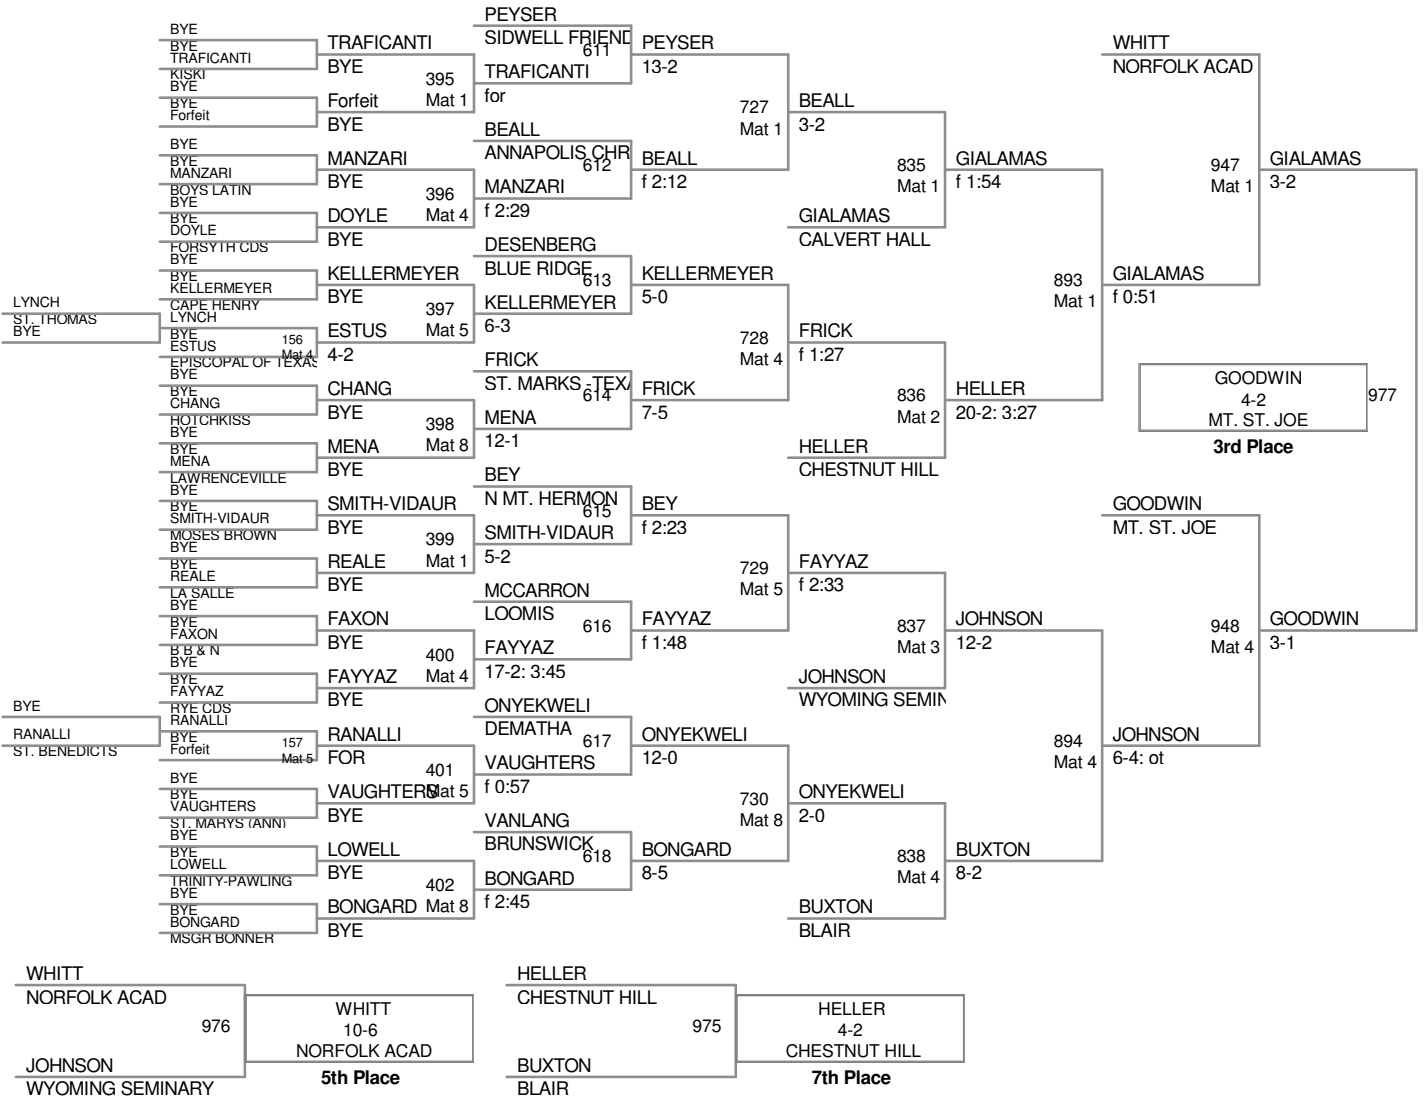 LYNCH
ST. THOMAS
BYE
BYE
RANALLI
ST. BENEDICTS
BYE
BYE
TRAFICANTI
KISKI
BYE
BYE
Forfeit
BYE
BYE
MANZARI
BOYS LATIN
BYE
BYE
DOYLE
FORSYTH CDS
BYE
BYE
KELLERMEYER
CAPE HENRY
LYNCH
BYE
ESTUS
156
Mat 4
EPISCOPAL OF TEXAS
BYE
BYE
CHANG
HOTCHKISS
BYE
BYE
MENA
LAWRENCEVILLE
BYE
BYE
SMITH-VIDAUR
MOSES BROWN
BYE
BYE
REALE
LA SALLE
BYE
BYE
FAXON
B B & N
BYE
BYE
FAYYAZ
RYE CDS
RANALLI
BYE
Forfeit
157
Mat 5
BYE
BYE
VAUGHTERS
ST. MARYS (ANN)
BYE
BYE
LOWELL
TRINITY-PAWLING
BYE
BYE
BONGARD
MSGR BONNER
TRAFICANTI
BYE
395
Mat 1
Forfeit
BYE
MANZARI
BYE
396
Mat 4
DOYLE
BYE
KELLERMEYER
BYE
397
Mat 5
ESTUS
4-2
CHANG
BYE
398
Mat 8
MENA
BYE
SMITH-VIDAUR
BYE
399
Mat 1
REALE
BYE
FAXON
BYE
400
Mat 4
FAYYAZ
BYE
RANALLI
FOR
401
Mat 5
VAUGHTERS
BYE
LOWELL
BYE
402
Mat 8
BONGARD
BYE
PEYSER
SIDWELL FRIEND
611
TRAFICANTI
for
BEALL
ANNAPOLIS CHR
612
MANZARI
f 2:29
DESENBERG
BLUE RIDGE
613
KELLERMEYER
6-3
FRICK
ST. MARKS -TEXA
614
MENA
12-1
BEY
N MT. HERMON
615
SMITH-VIDAUR
5-2
MCCARRON
LOOMIS
616
FAYYAZ
17-2: 3:45
ONYEKWELI
DEMATHA
617
VAUGHTERS
f 0:57
VANLANG
BRUNSWICK
618
BONGARD
f 2:45
PEYSER
13-2
727
Mat 1
BEALL
f 2:12
KELLERMEYER
5-0
728
Mat 4
FRICK
7-5
BEY
f 2:23
729
Mat 5
FAYYAZ
f 1:48
ONYEKWELI
12-0
730
Mat 8
BONGARD
8-5
BEALL
3-2
835
Mat 1
GIALAMAS
CALVERT HALL
FRICK
f 1:27
836
Mat 2
HELLER
CHESTNUT HILL
FAYYAZ
f 2:33
837
Mat 3
JOHNSON
WYOMING SEMIN
ONYEKWELI
2-0
838
Mat 4
BUXTON
BLAIR
GIALAMAS
f 1:54
893
Mat 1
HELLER
20-2: 3:27
JOHNSON
12-2
894
Mat 4
BUXTON
8-2
WHITT
NORFOLK ACAD
947
Mat 1
GIALAMAS
f 0:51
GOODWIN
MT. ST. JOE
948
Mat 4
JOHNSON
6-4: ot
GIALAMAS
3-2
GOODWIN
3-1
GOODWIN
4-2
MT. ST. JOE
977
3rd Place
WHITT
NORFOLK ACAD
976
JOHNSON
WYOMING SEMINARY
WHITT
10-6
NORFOLK ACAD
5th Place
HELLER
CHESTNUT HILL
975
BUXTON
BLAIR
HELLER
4-2
CHESTNUT HILL
7th Place